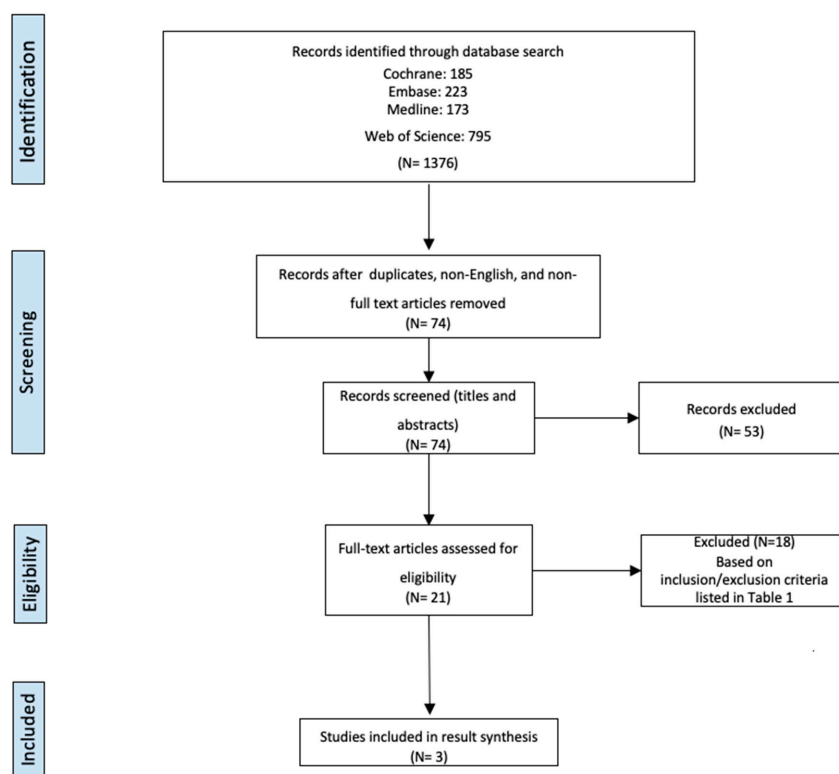 Identification
Records identified through database search
Cochrane: 185
Embase: 223
Medline: 173
Web of Science: 795
(N= 1376)
Screening
Records after duplicates, non-English, and non-
full text articles removed
(N= 74)
Records screened (titles and
abstracts)
(N= 74)
Records excluded
(N= 53)
Eligibility
Full-text articles assessed for
eligibility
(N= 21)
Excluded (N=18)
Based on
inclusion/exclusion criteria
listed in Table 1
Included
Studies included in result synthesis
(N= 3)